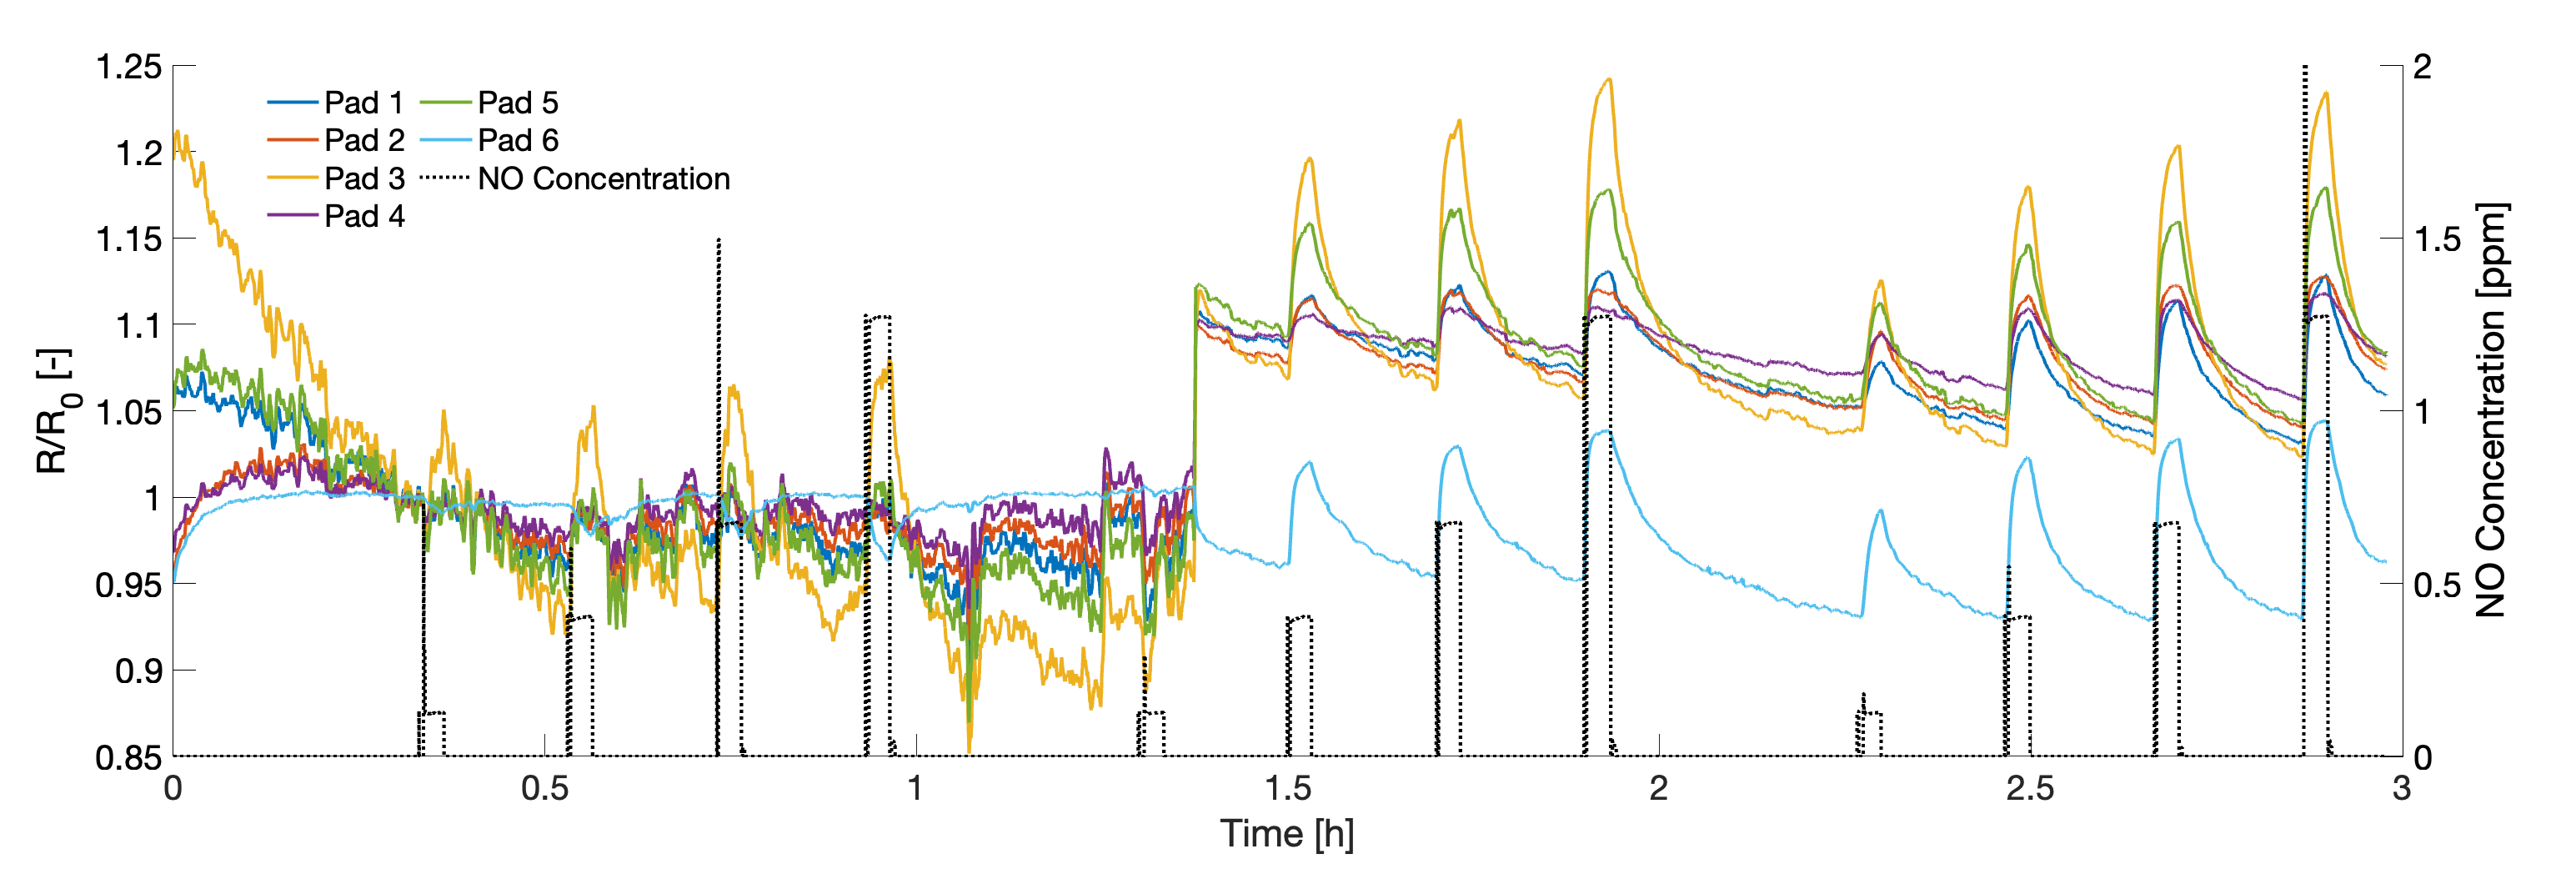 1.25
1.2
1.15
1.1
1.05
1
0.95
0.9
0.85
R/R0 [-]
Pad 1
Pad 2
Pad 3
Pad 4
Pad 5
Pad 6
NO Concentration
2
1.5
1
0.5
0
NO Concentration [ppm]
0 0.5 1 1.5 2 2.5 3
Time [h]